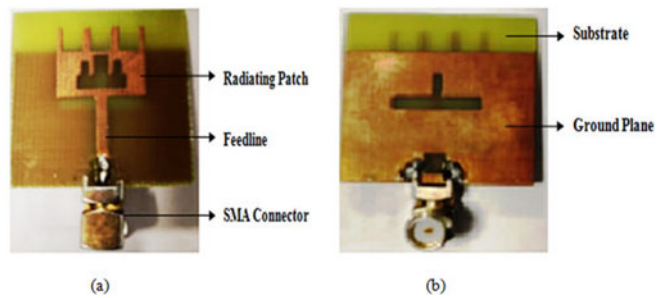 Radiating Patch
Feedline
SMA Connector
(a)
Substrate
Ground Plane
(b)